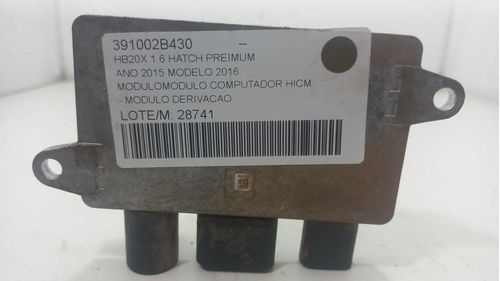 391002B430 –
HB20X 1 6 HATCH PREIMUM
ANO 2015 MODELO 2016
MODULOMODULO COMPUTADOR HICM
- MODULO DERIVACAO
LOTE/M: 28741